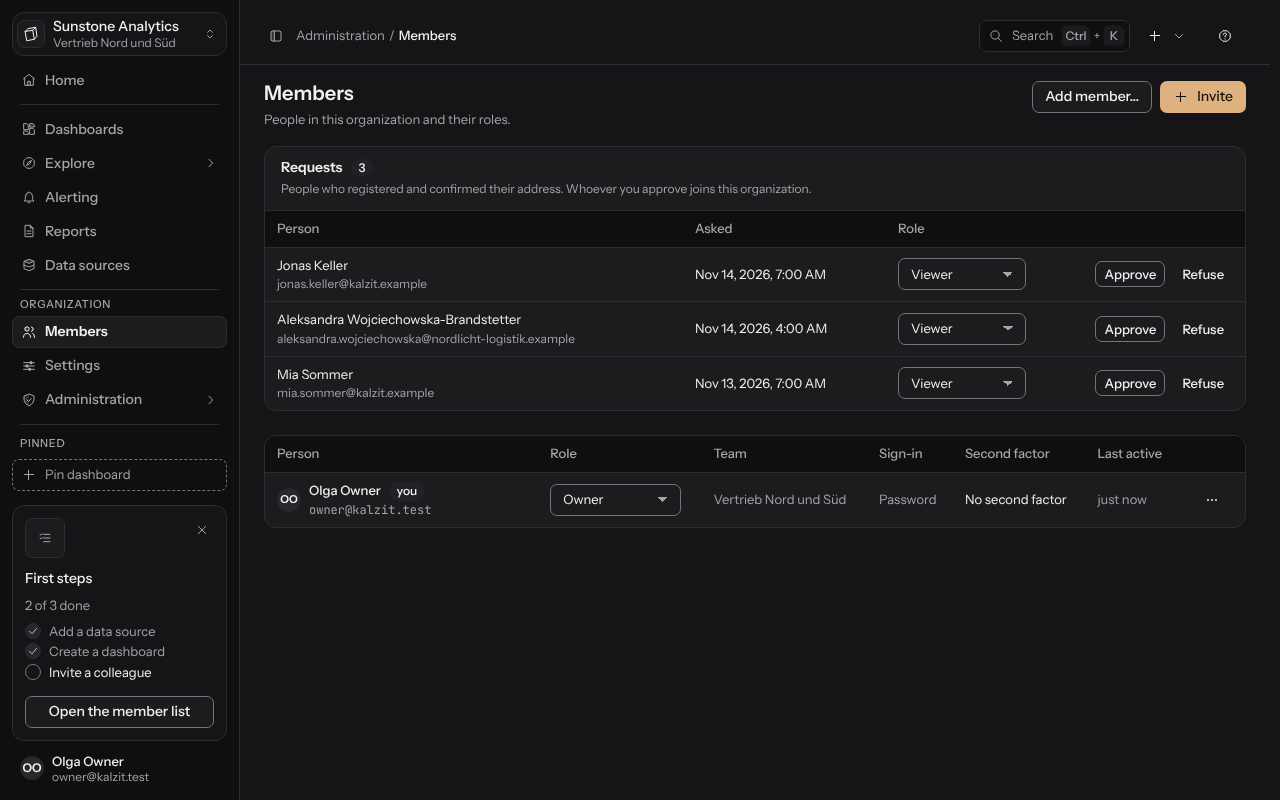 Sunstone Analytics
Vertrieb Nord und Süd
Home
Dashboards
Explore
Alerting
Reports
Data sources
ORGANIZATION
Members
Settings
Administration
PINNED
Pin dashboard
First steps
2 of 3 done
Add a data source
Create a dashboard
Invite a colleague
Open the member list
OO Olga Owner
owner@kalzit.test
Administration / Members
Search Ctrl + K
Members
People in this organization and their roles.
Add member...
Invite
Requests 3
People who registered and confirmed their address. Whoever you approve joins this organization.
Person Asked Role
Jonas Keller
jonas.keller@kalzit.example
Nov 14, 2026, 7:00 AM Viewer Approve Refuse
Aleksandra Wojciechowska-Brandstetter
aleksandra.wojciechowska@nordlicht-logistik.example
Nov 14, 2026, 4:00 AM Viewer Approve Refuse
Mia Sommer
mia.sommer@kalzit.example
Nov 13, 2026, 7:00 AM Viewer Approve Refuse
Person Role Team Sign-in Second factor Last active
OO Olga Owner you
owner@kalzit.test
Owner Vertrieb Nord und Süd Password No second factor just now